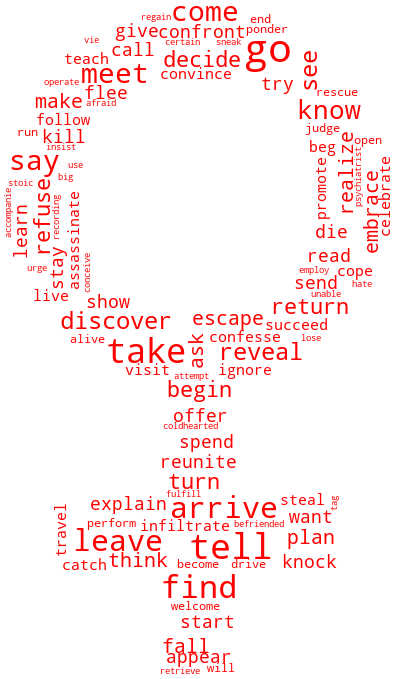 come
regain
end
give
confront
ponder
vie
certain
sneak
go
call
decide
teach
meet
convince
see
operate
flee
try
rescue
make
afraid
know
follow
judge
run
kill
beg
open
insist
realize
psychiatrist
say
use
big
stoic
promote
celebrate
refuse
accompanie
learn
recording
assassinate
embrace
die
stay
read
urge
conceive
employ
cope
send
hate
live
show
unable
return
discover
escape
succeed
alive
take
ask
confesse
lose
reveal
visit
attempt
ignore
begin
offer
coldhearted
spend
reunite
turn
fulfill
explain
arrive
steal
tag
want
travel
perform
infiltrate
befriended
leave
tell
plan
catch
think
become
drive
knock
find
welcome
start
fall
appear
retrieve
will